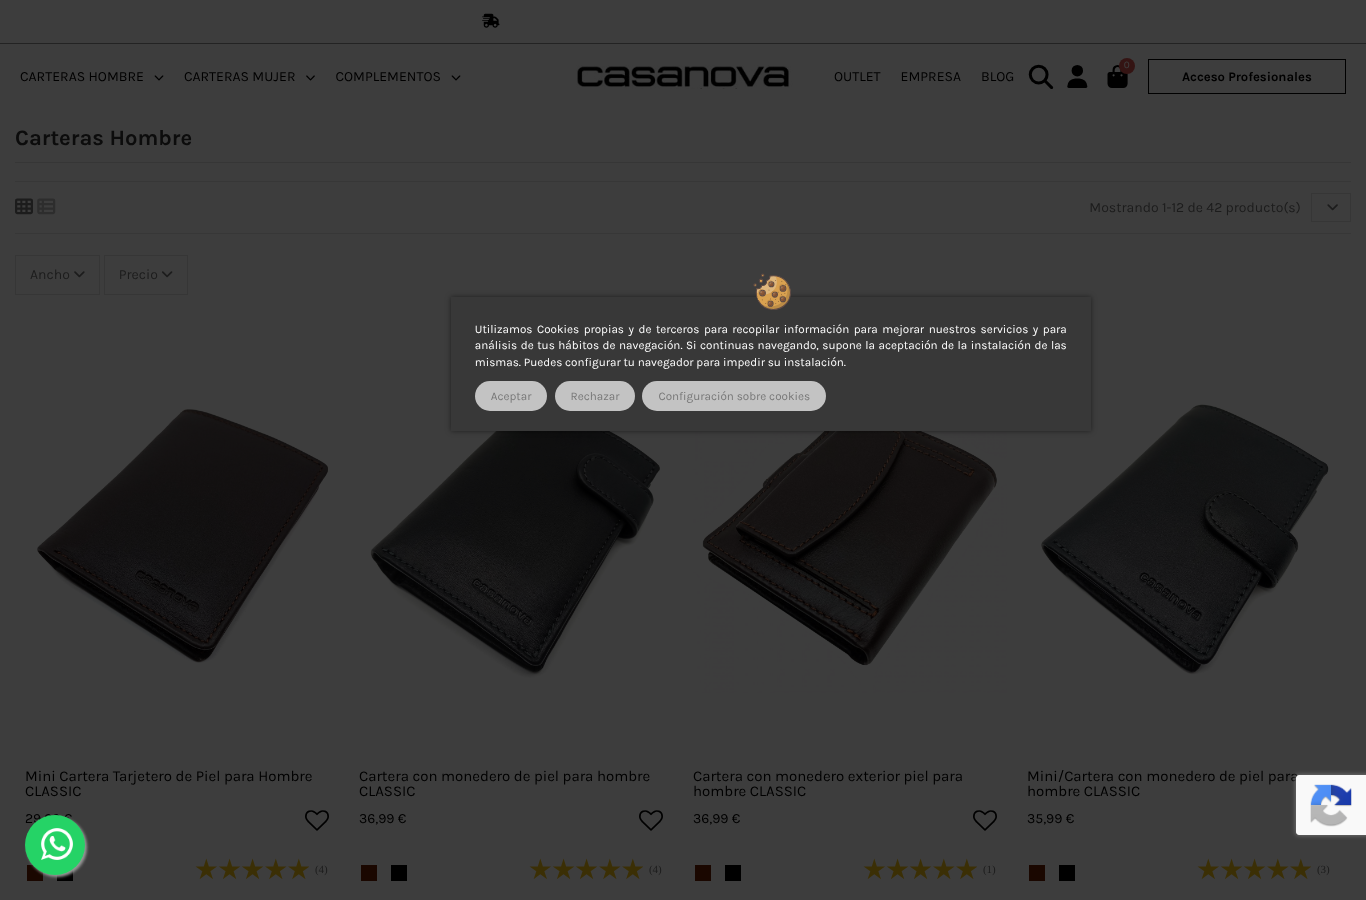 CARTERAS HOMBRE CARTERAS MUJER COMPLEMENTOS casanova OUTLET EMPRESA BLOG 0 Acceso Profesionales
Carteras Hombre
Mostrando 1-12 de 42 producto(s)
Ancho Precio
Utilizamos Cookies propias y de terceros para recopilar información para mejorar nuestros servicios y para
análisis de tus hábitos de navegación. Si continuas navegando, supone la aceptación de la instalación de las
mismas. Puedes configurar tu navegador para impedir su instalación.
Aceptar Rechazar Configuración sobre cookies
casanova
casanova
casanova
Mini Cartera Tarjetero de Piel para Hombre
CLASSIC
Cartera con monedero de piel para hombre
CLASSIC
36,99 €
Cartera con monedero exterior piel para
hombre CLASSIC
36,99 €
Mini/Cartera con monedero de piel para
hombre CLASSIC
35,99 €
(4)
(4)
(1)
(3)